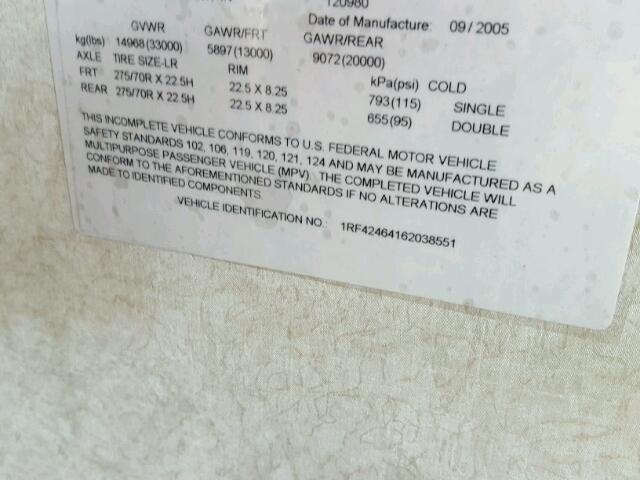 120980
Date of Manufacture: 09/2005
GVWR GAWR/FRT GAWR/REAR
kg(lbs) 14968(33000) 5897(13000) 9072(20000)
AXLE TIRE SIZE-LR RIM kPa(psi) COLD
FRT 275/70R X 22.5H 22.5 X 8.25 793(115) SINGLE
REAR 275/70R X 22.5H 22.5 X 8.25 655(95) DOUBLE
THIS INCOMPLETE VEHICLE CONFORMS TO U.S. FEDERAL MOTOR VEHICLE
SAFETY STANDARDS 102, 106, 119, 120, 121, 124 AND MAY BE MANUFACTURED AS A
MULTIPURPOSE PASSENGER VEHICLE (MPV). THE COMPLETED VEHICLE WILL
CONFORM TO THE AFOREMENTIONED STANDARDS IF NO ALTERATIONS ARE
MADE TO IDENTIFIED COMPONENTS.
VEHICLE IDENTIFICATION NO.: 1RF42464162038551